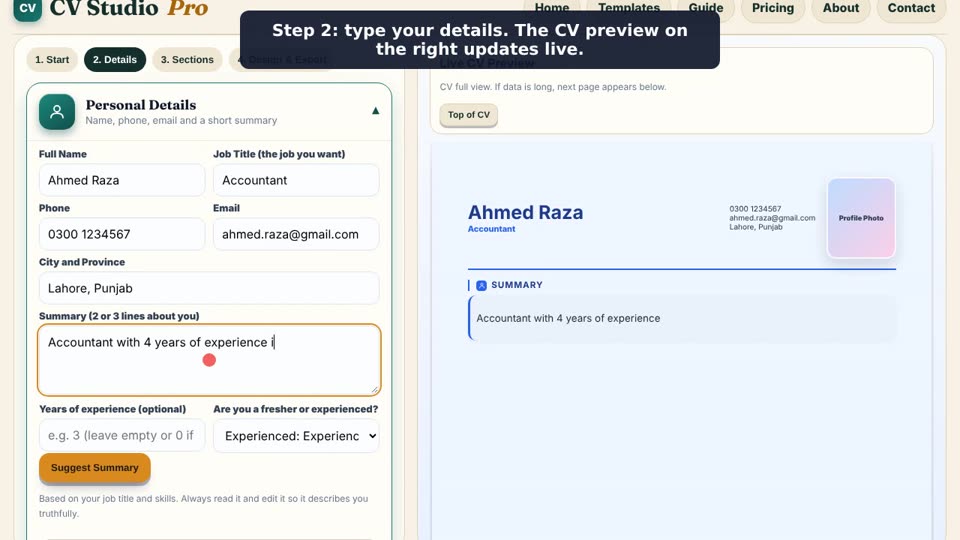 CV CV Studio Pro
Home Templates Guide Pricing About Contact
Step 2: type your details. The CV preview on
the right updates live.
1. Start 2. Details 3. Sections 4. Design & Export
Live CV Preview
CV full view. If data is long, next page appears below.
Top of CV
Personal Details
Name, phone, email and a short summary
▲
Full Name
Ahmed Raza
Job Title (the job you want)
Accountant
Phone
0300 1234567
Email
ahmed.raza@gmail.com
City and Province
Lahore, Punjab
Summary (2 or 3 lines about you)
Accountant with 4 years of experience i
Years of experience (optional)
e.g. 3 (leave empty or 0 if
Are you a fresher or experienced?
Experienced: Experienc
Suggest Summary
Based on your job title and skills. Always read it and edit it so it describes you
truthfully.
Ahmed Raza
Accountant
0300 1234567
ahmed.raza@gmail.com
Lahore, Punjab
Profile Photo
SUMMARY
Accountant with 4 years of experience